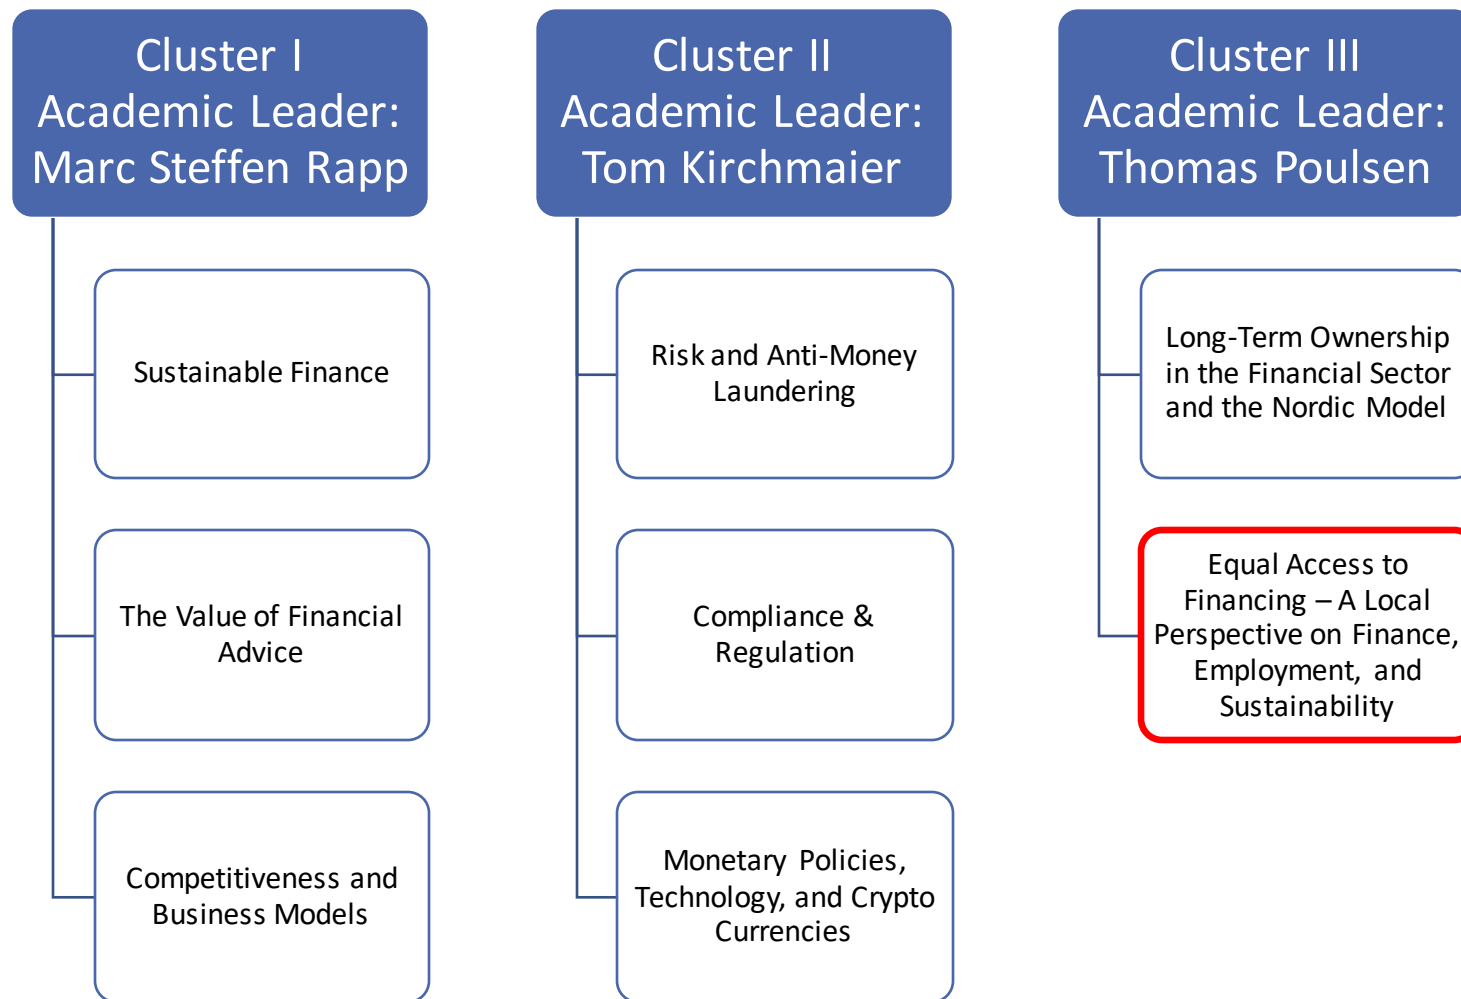 Cluster I
Academic Leader:
Marc Steffen Rapp
Sustainable Finance
The Value of Financial
Advice
Competitiveness and
Business Models
Cluster II
Academic Leader:
Tom Kirchmaier
Risk and Anti-Money
Laundering
Compliance &
Regulation
Monetary Policies,
Technology, and Crypto
Currencies
Cluster III
Academic Leader:
Thomas Poulsen
Long-Term Ownership
in the Financial Sector
and the Nordic Model
Equal Access to
Financing – A Local
Perspective on Finance,
Employment, and
Sustainability